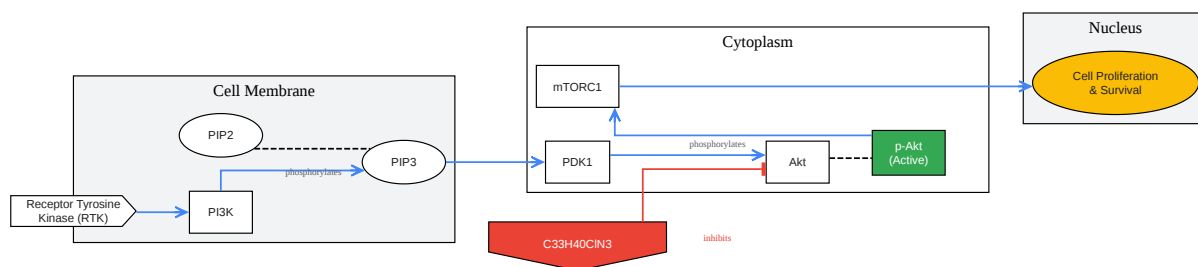 Nucleus
Cytoplasm
Cell Proliferation
& Survival
mTORC1
Cell Membrane
PIP2
phosphorylates
p-Akt
(Active)
PIP3
PDK1
Akt
phosphorylates
Receptor Tyrosine
Kinase (RTK)
PI3K
C33H40ClN3
inhibits